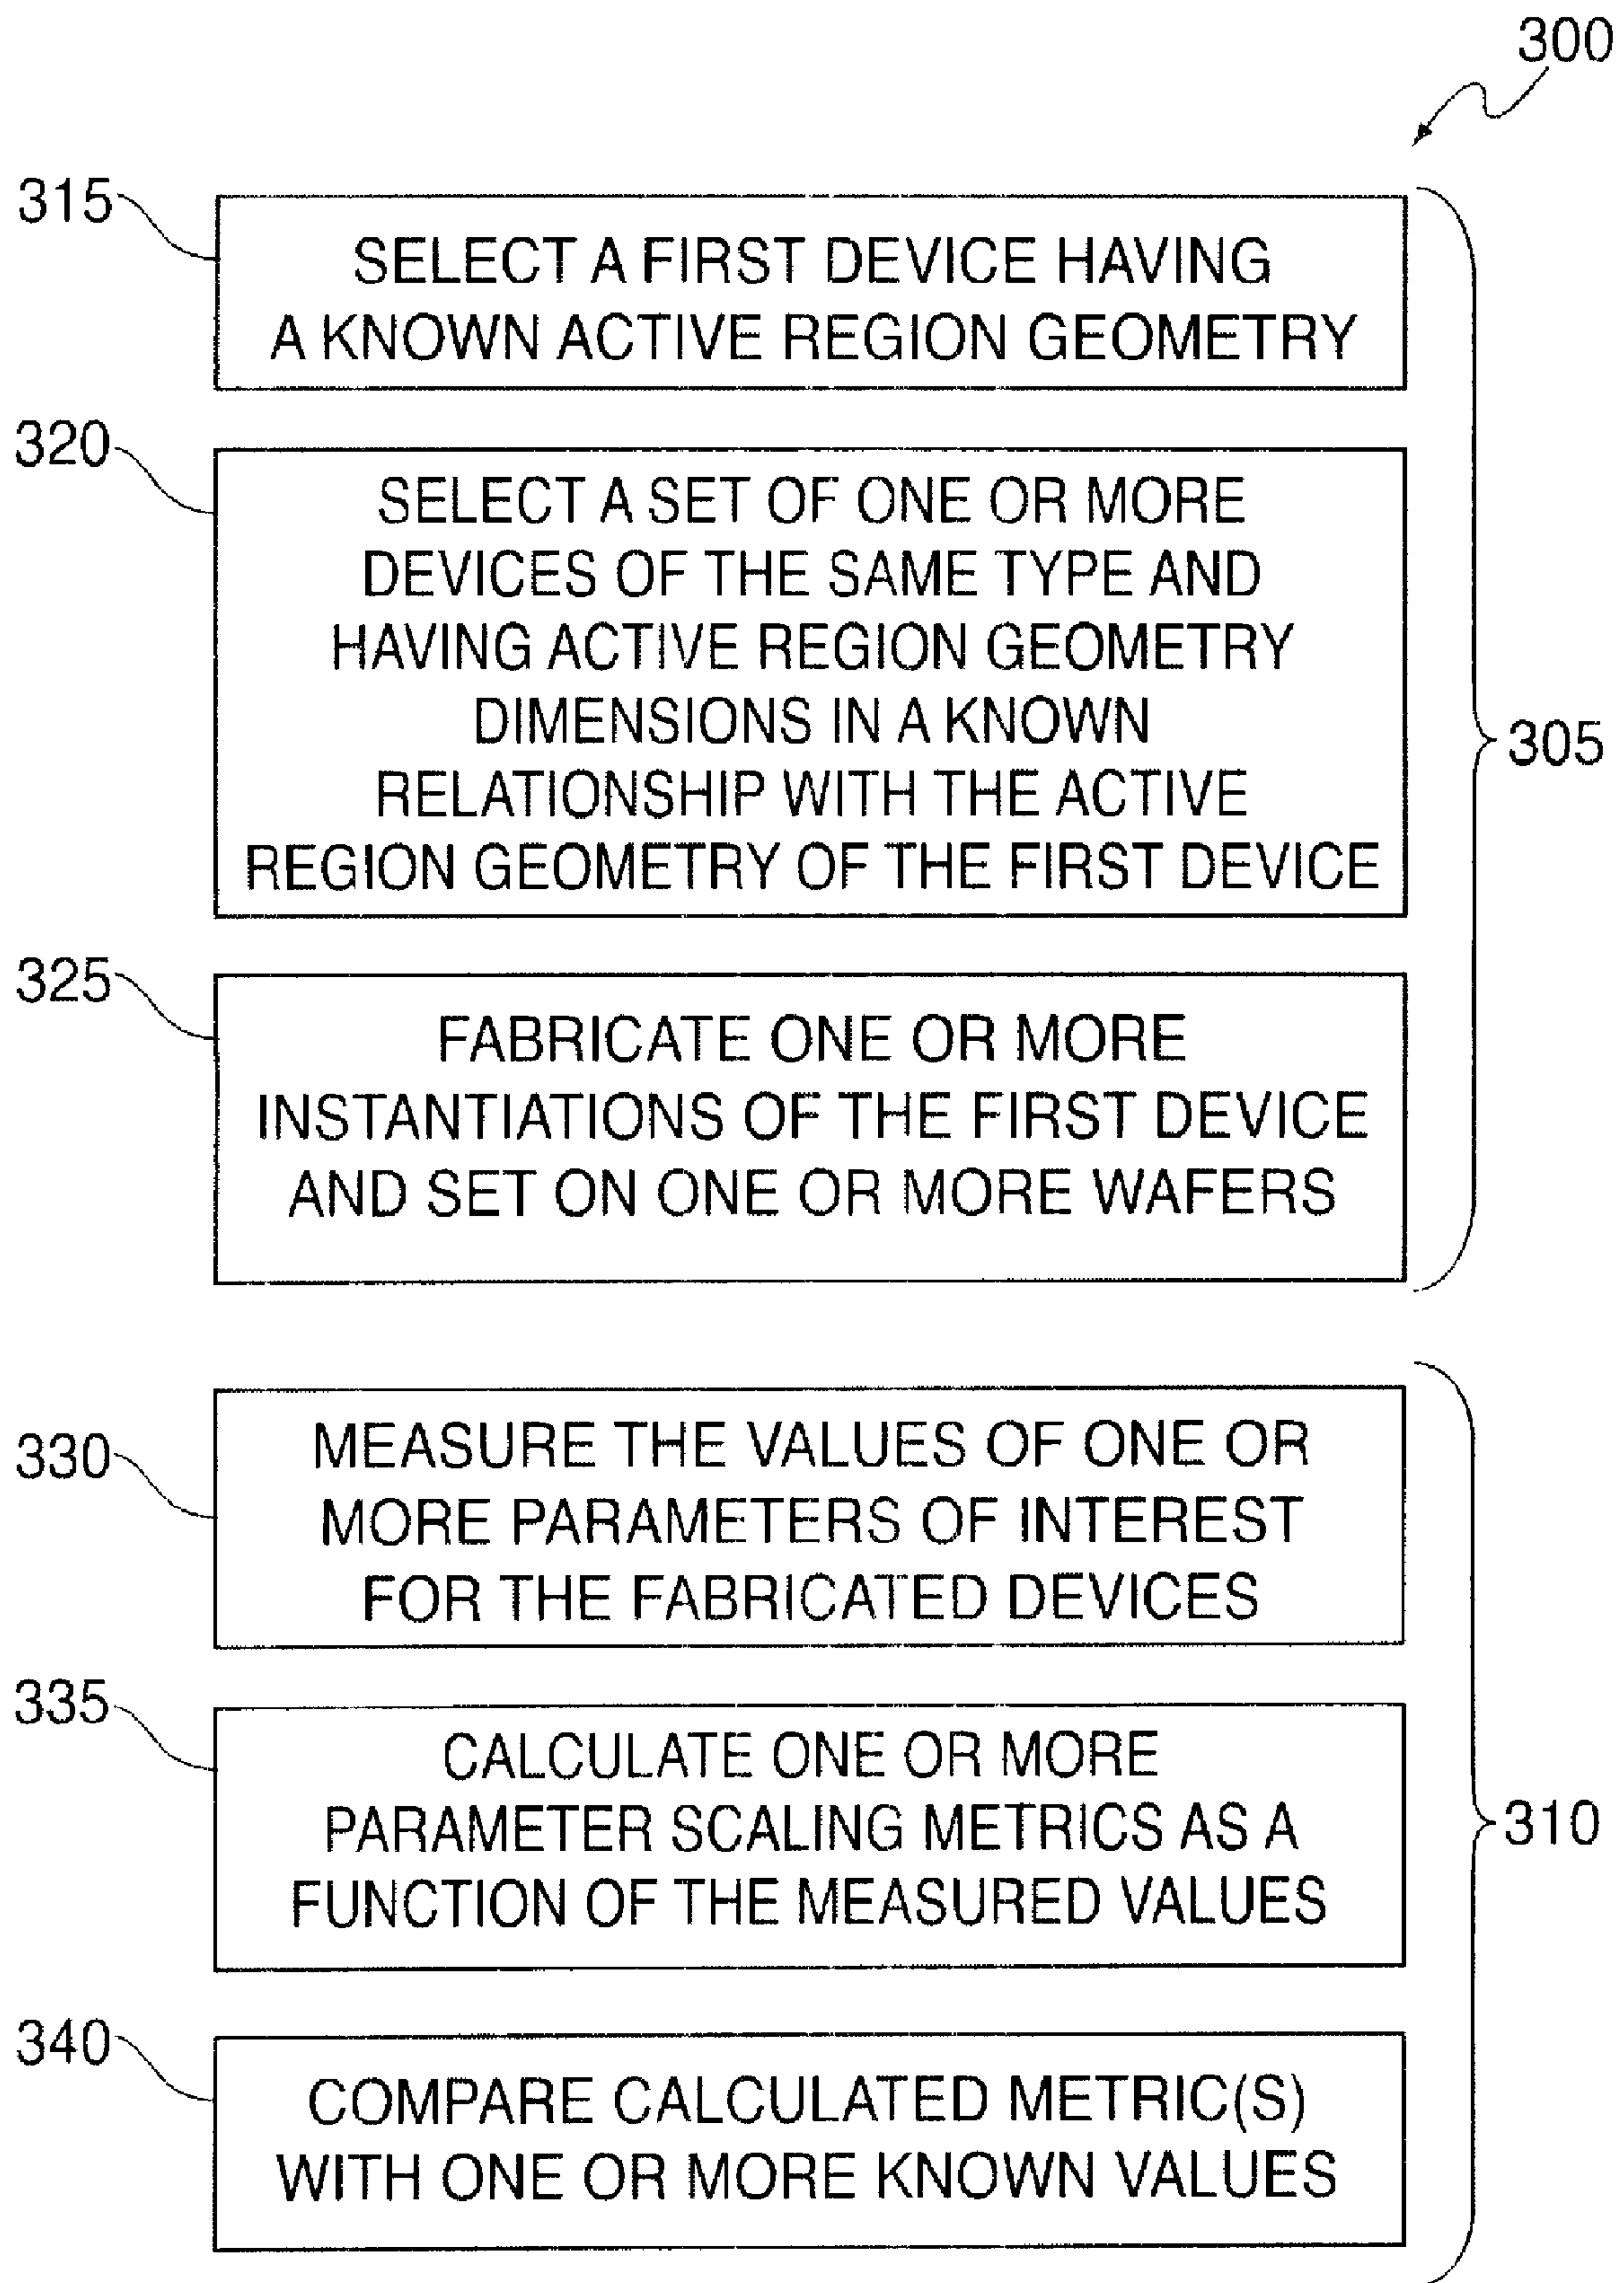 300
315
SELECT A FIRST DEVICE HAVING
A KNOWN ACTIVE REGION GEOMETRY
320
SELECT A SET OF ONE OR MORE
DEVICES OF THE SAME TYPE AND
HAVING ACTIVE REGION GEOMETRY
DIMENSIONS IN A KNOWN
RELATIONSHIP WITH THE ACTIVE
REGION GEOMETRY OF THE FIRST DEVICE
305
325
FABRICATE ONE OR MORE
INSTANTIATIONS OF THE FIRST DEVICE
AND SET ON ONE OR MORE WAFERS
330
MEASURE THE VALUES OF ONE OR
MORE PARAMETERS OF INTEREST
FOR THE FABRICATED DEVICES
335
CALCULATE ONE OR MORE
PARAMETER SCALING METRICS AS A
FUNCTION OF THE MEASURED VALUES
310
340
COMPARE CALCULATED METRIC(S)
WITH ONE OR MORE KNOWN VALUES